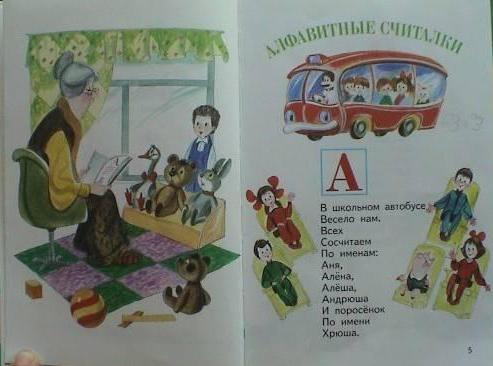 АЛФАВИТНЫЕ СЧИТАЛКИ
А
В школьном автобусе
Весело нам.
Всех
Сосчитаем
По именам:
Аня,
Алёна,
Алёша,
Андрюша
И поросёнок
По имени
Хрюша.
5